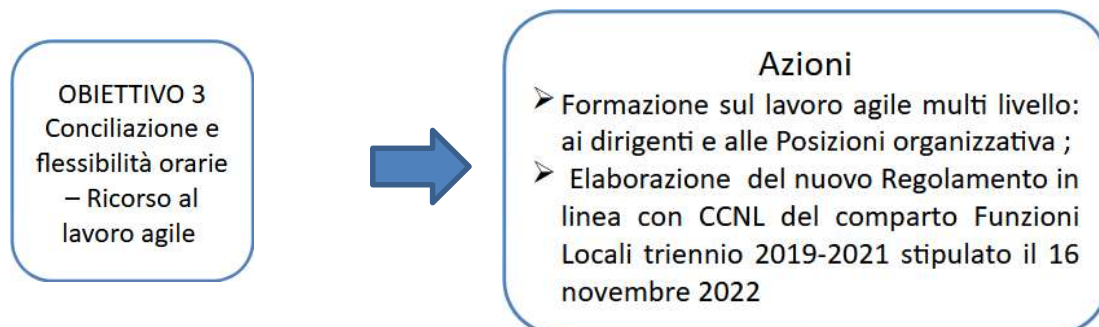 OBIETTIVO 3
Conciliazione e
flessibilità orarie
– Ricorso al
lavoro agile
Azioni
➢ Formazione sul lavoro agile multi livello:
ai dirigenti e alle Posizioni organizzativa ;
➢ Elaborazione del nuovo Regolamento in
linea con CCNL del comparto Funzioni
Locali triennio 2019-2021 stipulato il 16
novembre 2022